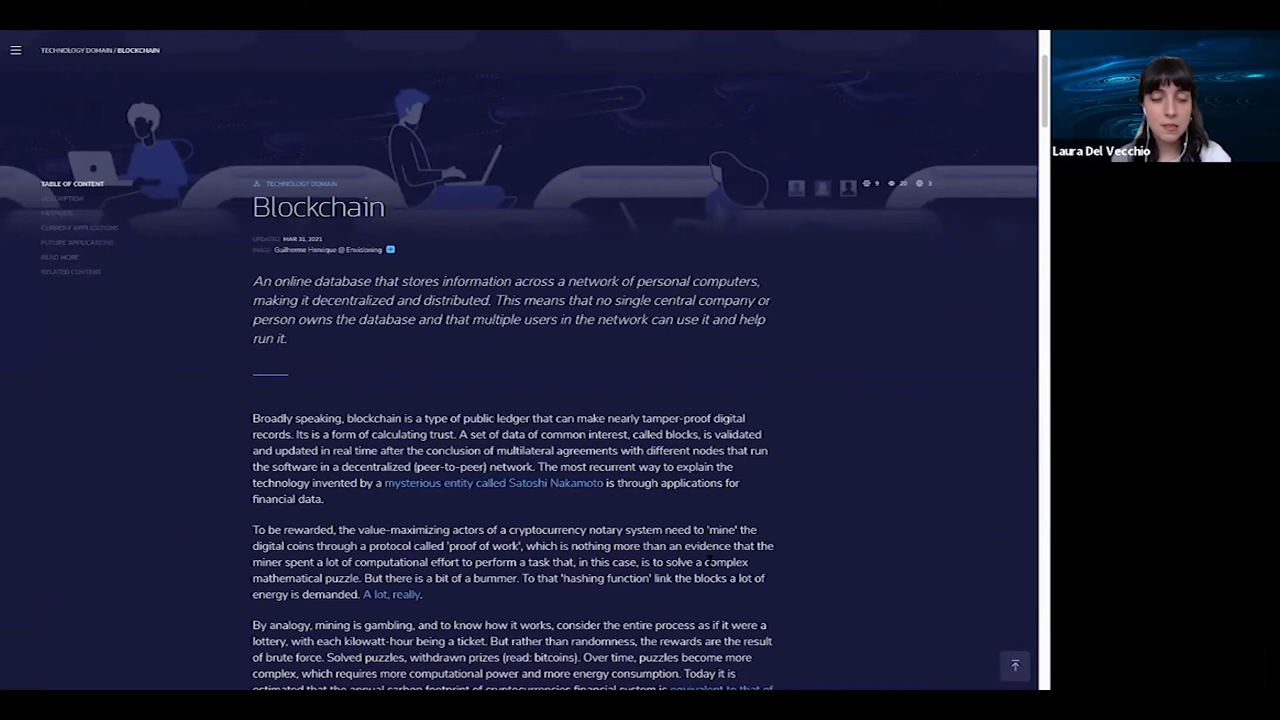 TECHNOLOGY DOMAIN / BLOCKCHAIN
Laura Del Vecchio
TABLE OF CONTENT
DESCRIPTION
METHODS
CURRENT APPLICATIONS
FUTURE APPLICATIONS
READ MORE
RELATED CONTENT
TECHNOLOGY DOMAIN
9 20 3
Blockchain
UPDATED MAR 31, 2021
IMAGE Guilherme Henrique @ Envisioning
An online database that stores information across a network of personal computers,
making it decentralized and distributed. This means that no single central company or
person owns the database and that multiple users in the network can use it and help
run it.
Broadly speaking, blockchain is a type of public ledger that can make nearly tamper-proof digital
records. Its is a form of calculating trust. A set of data of common interest, called blocks, is validated
and updated in real time after the conclusion of multilateral agreements with different nodes that run
the software in a decentralized (peer-to-peer) network. The most recurrent way to explain the
technology invented by a mysterious entity called Satoshi Nakamoto is through applications for
financial data.
To be rewarded, the value-maximizing actors of a cryptocurrency notary system need to 'mine' the
digital coins through a protocol called 'proof of work', which is nothing more than an evidence that the
miner spent a lot of computational effort to perform a task that, in this case, is to solve a complex
mathematical puzzle. But there is a bit of a bummer. To that 'hashing function' link the blocks a lot of
energy is demanded. A lot, really.
By analogy, mining is gambling, and to know how it works, consider the entire process as if it were a
lottery, with each kilowatt-hour being a ticket. But rather than randomness, the rewards are the result
of brute force. Solved puzzles, withdrawn prizes (read: bitcoins). Over time, puzzles become more
complex, which requires more computational power and more energy consumption. Today it is
estimated that the annual carbon footprint of cryptocurrencies financial system is equivalent to that of